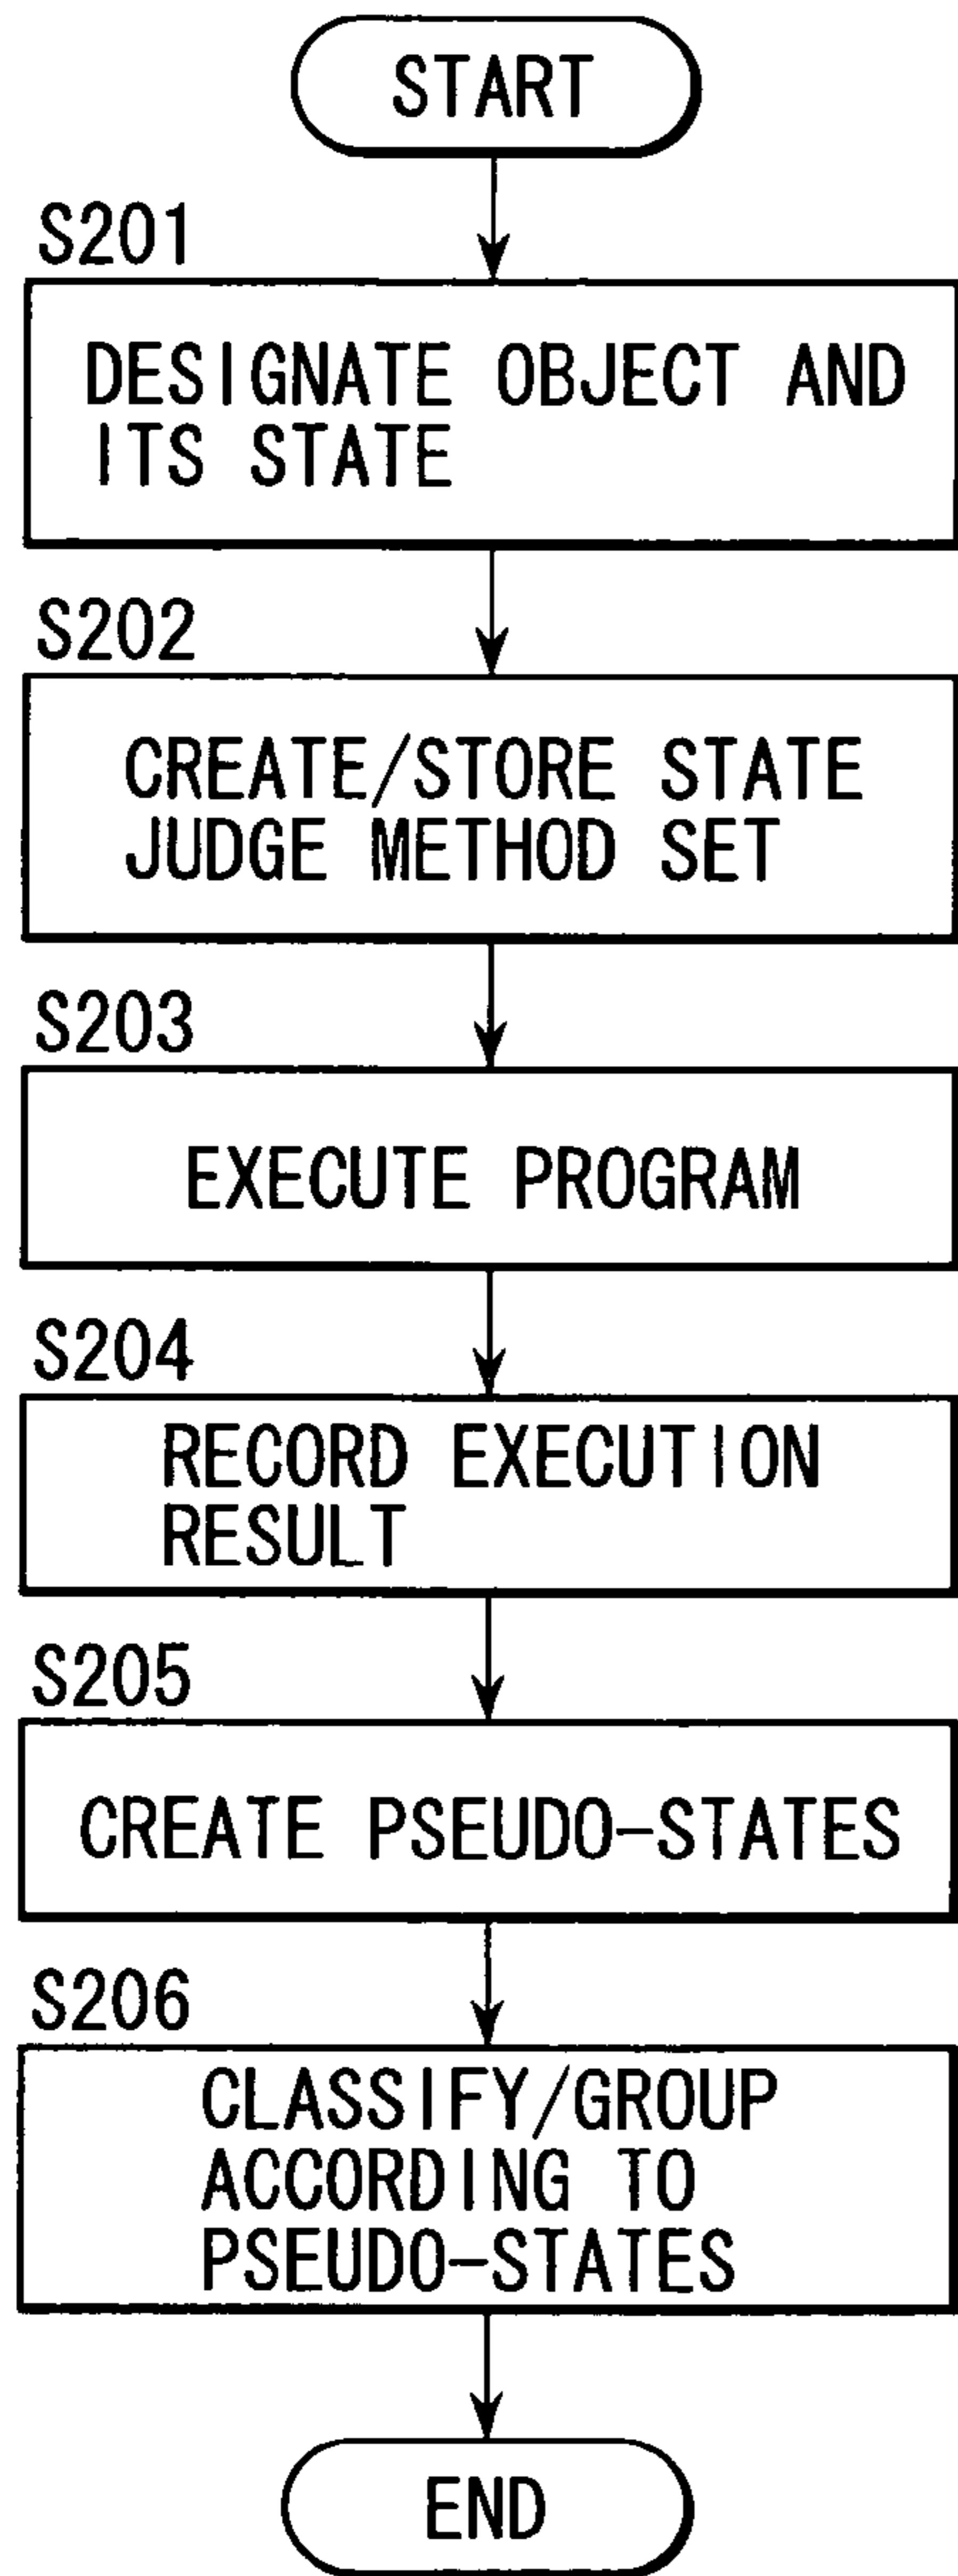 START
S201
DESIGNATE OBJECT AND
ITS STATE
S202
CREATE/STORE STATE
JUDGE METHOD SET
S203
EXECUTE PROGRAM
S204
RECORD EXECUTION
RESULT
S205
CREATE PSEUDO-STATES
S206
CLASSIFY/GROUP
ACCORDING TO
PSEUDO-STATES
END